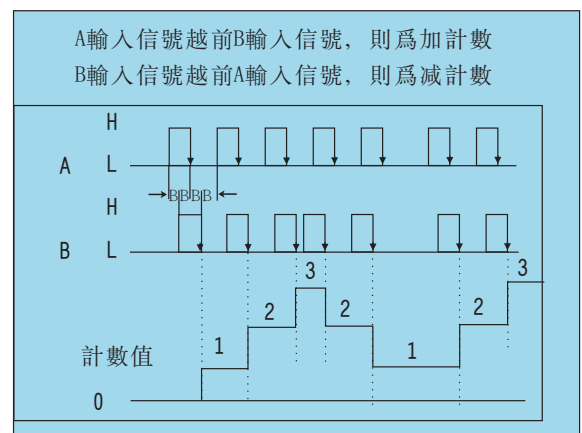 A輸入信號越前B輸入信號, 則爲加計數
B輸入信號越前A輸入信號, 則爲减計數
H
A L
BBBB
H
B L
3 3
2 2 2
1 1
計數值
0